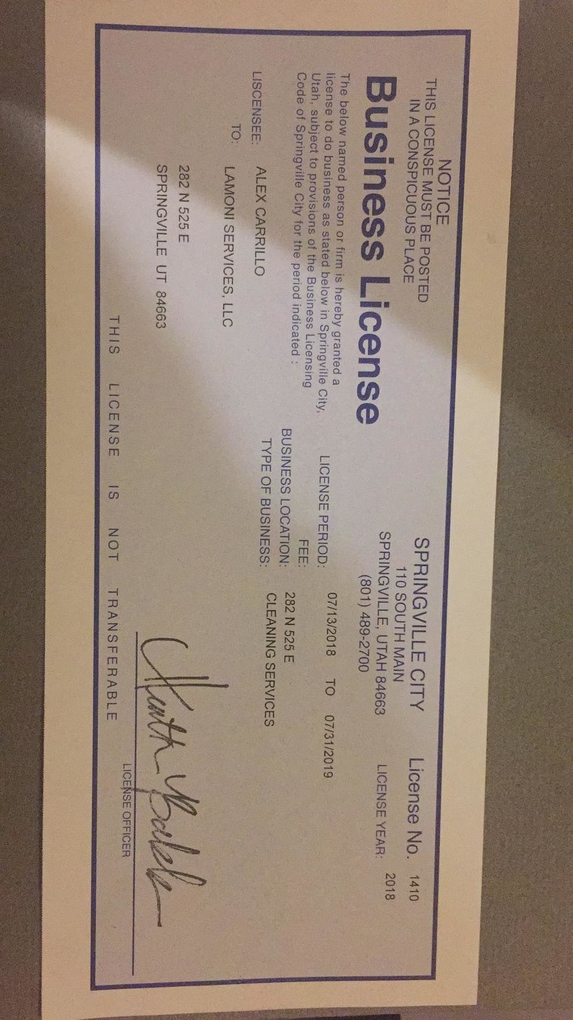 NOTICE
THIS LICENSE MUST BE POSTED
IN A CONSPICUOUS PLACE
SPRINGVILLE CITY
110 SOUTH MAIN
SPRINGVILLE, UTAH 84663
(801) 489-2700
License No. 1410
LICENSE YEAR: 2018
Business License
The below named person or firm is hereby granted a
license to do business as stated below in Springville City,
Utah, subject to provisions of the Business Licensing
Code of Springville City for the period indicated :
LICENSE PERIOD: 07/13/2018 TO 07/31/2019
FEE:
BUSINESS LOCATION: 282 N 525 E
TYPE OF BUSINESS: CLEANING SERVICES
LISCENSEE: ALEX CARRILLO
TO: LAMONI SERVICES, LLC
282 N 525 E
SPRINGVILLE UT 84663
LICENSE OFFICER
THIS LICENSE IS NOT TRANSFERABLE